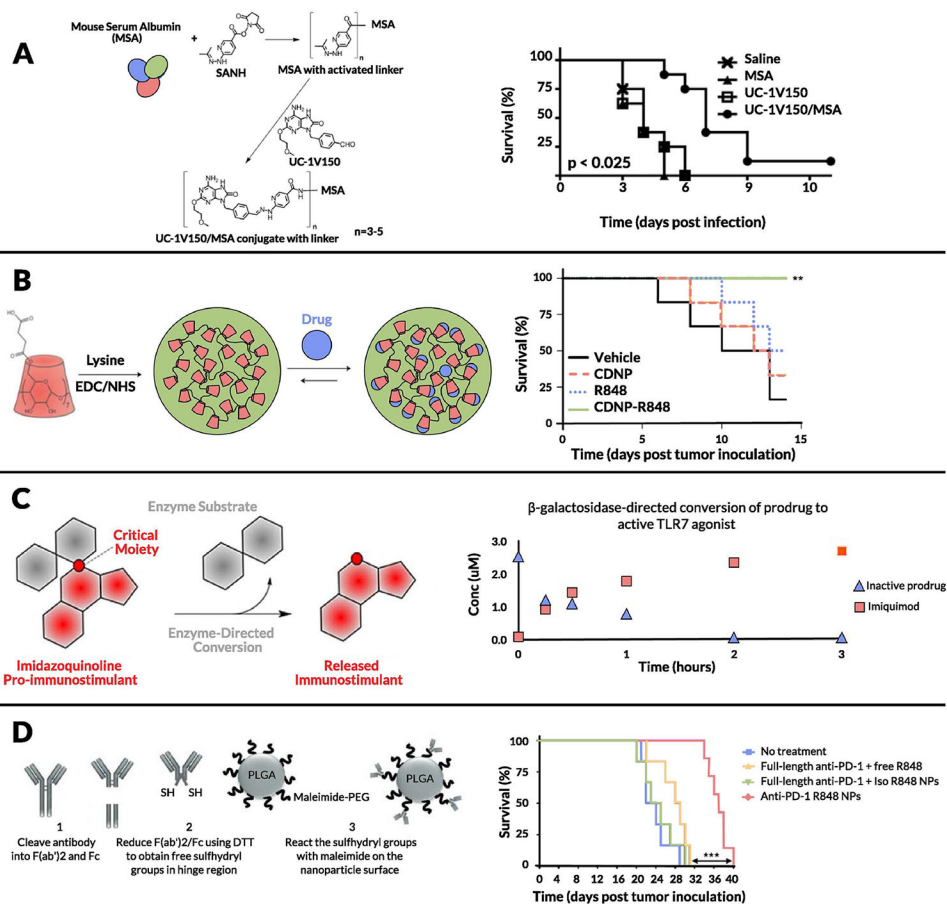 A
Mouse Serum Albumin
(MSA)
+
SANH
MSA
n
MSA with activated linker
NH2
CHO
UC-1V150
NH2
MSA
n
UC-1V150/MSA conjugate with linker
n=3-5
Survival (%)
100
75
50
25
p < 0.025
0
3
6
9
10
Time (days post infection)
Saline
MSA
UC-1V150
UC-1V150/MSA
B
Lysine
EDC/NHS
7
Drug
Survival (%)
100
75
50
25
0
0
5
10
15
Time (days post tumor inoculation)
**
Vehicle
CDNP
R848
CDNP-R848
C
Enzyme Substrate
Critical
Moiety
Enzyme-Directed
Conversion
Imidazoquinoline
Pro-immunostimulant
Released
Immunostimulant
β-galactosidase-directed conversion of prodrug to
active TLR7 agonist
Conc (uM)
3.0
2.0
1.0
0.0
0
1
2
3
Time (hours)
Inactive prodrug
Imiquimod
D
1
Cleave antibody
into F(ab')2 and Fc
SH SH
2
Reduce F(ab')2/Fc using DTT
to obtain free sulfhydryl
groups in hinge region
PLGA
Maleimide-PEG
PLGA
3
React the sulfhydryl groups
with maleimide on the
nanoparticle surface
Survival (%)
100
75
50
25
0
0 4 8 12 16 20 24 28 32 36 40
Time (days post tumor inoculation)
***
No treatment
Full-length anti-PD-1 + free R848
Full-length anti-PD-1 + Iso R848 NPs
Anti-PD-1 R848 NPs